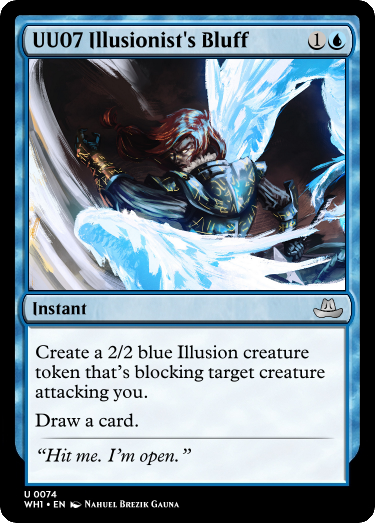 UU07 Illusionist's Bluff 1
Instant
Create a 2/2 blue Illusion creature
token that's blocking target creature
attacking you.
Draw a card.
“Hit me. I'm open.”
U 0074
WH1 • EN Nahuel Brezik Gauna